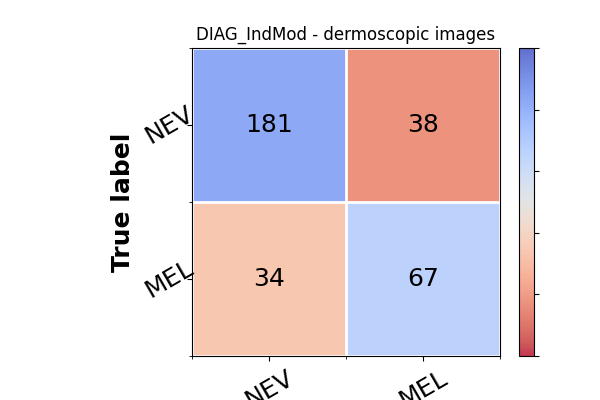 DIAG_IndMod - dermoscopic images
True label
NEV
181
38
MEL
34
67
NEV
MEL